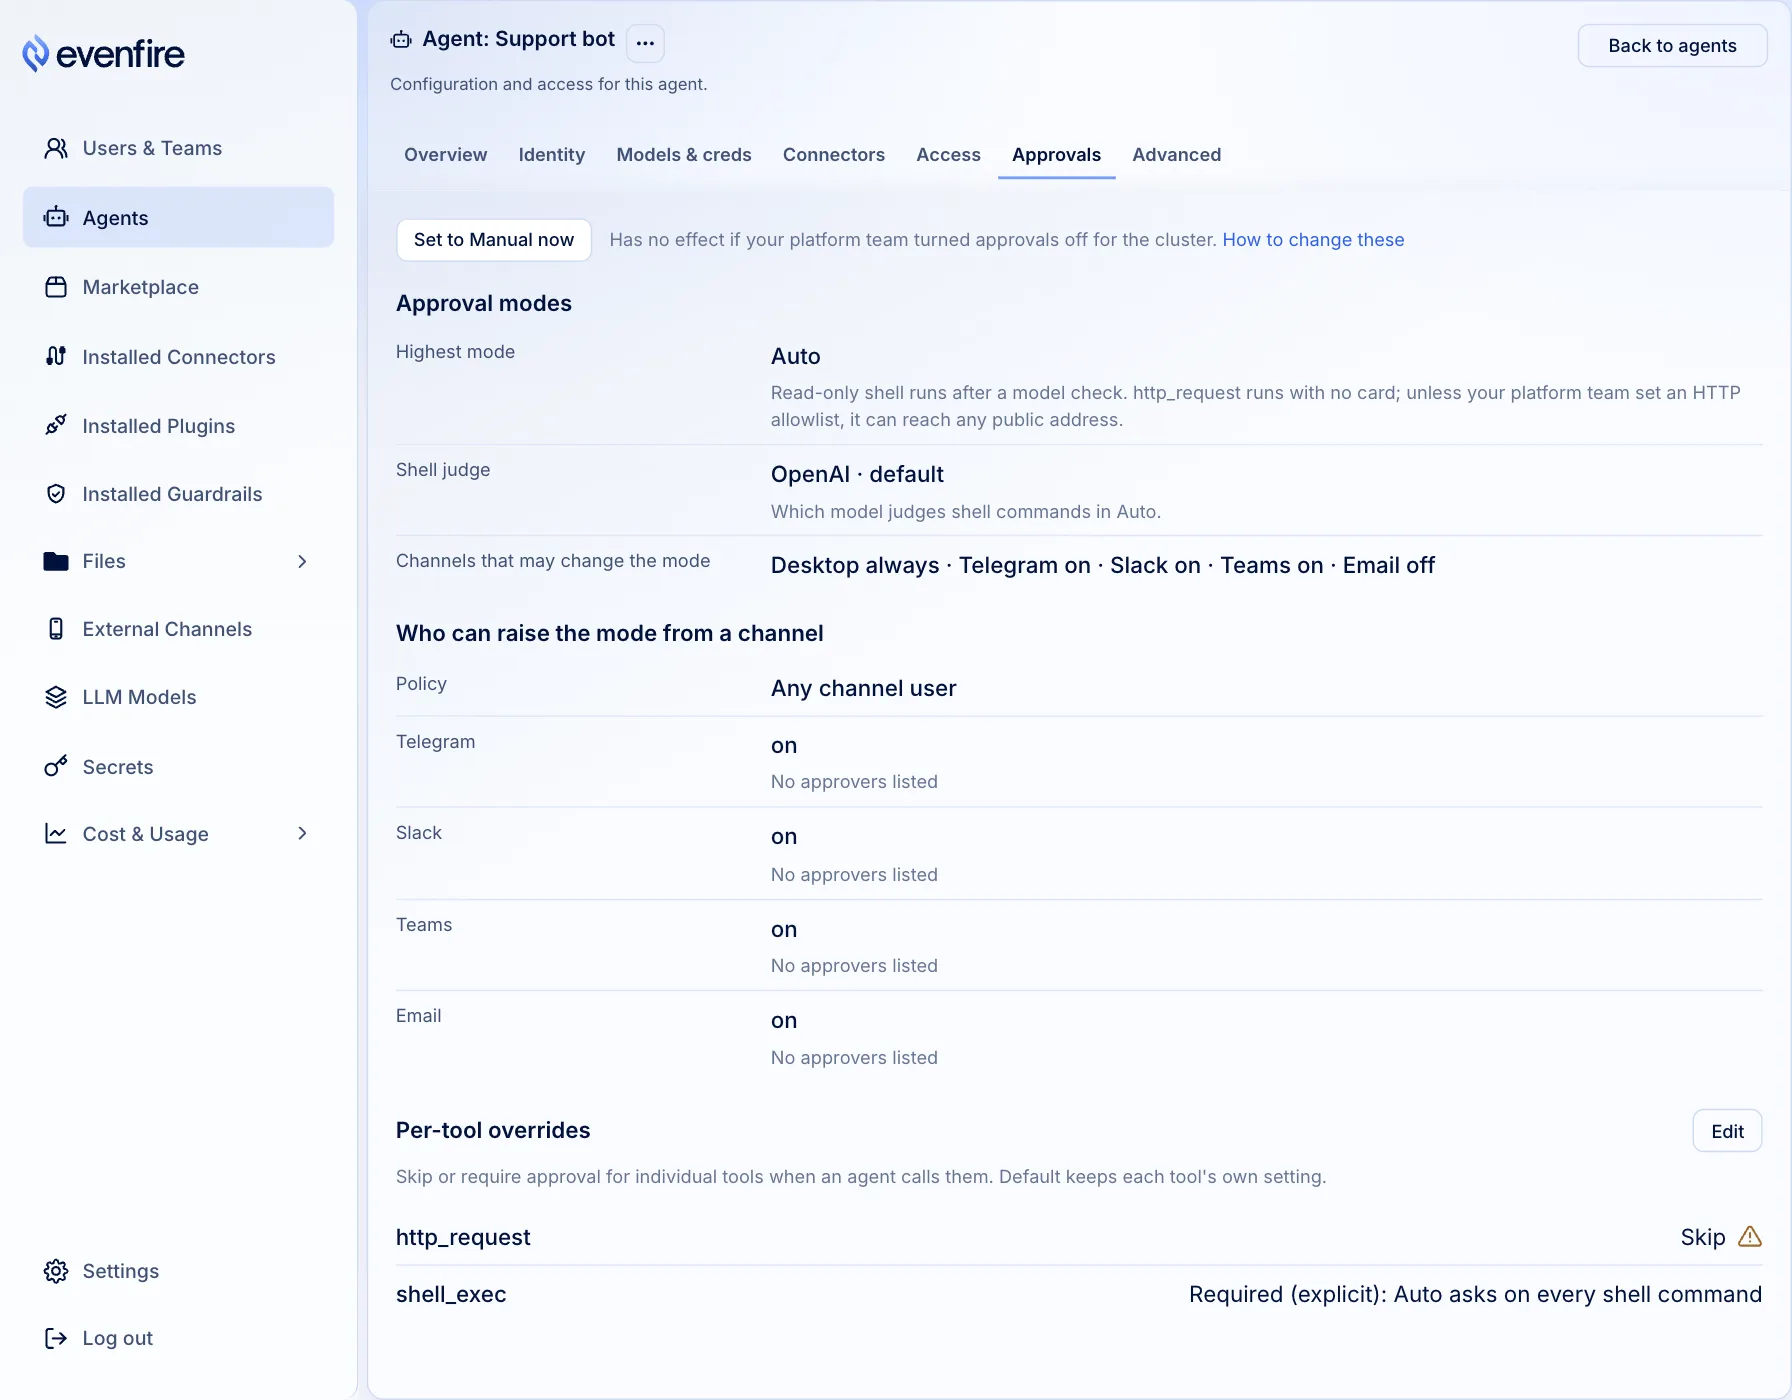 evenfire
Users & Teams
Agents
Marketplace
Installed Connectors
Installed Plugins
Installed Guardrails
Files
External Channels
LLM Models
Secrets
Cost & Usage
Settings
Log out
Agent: Support bot
Back to agents
Configuration and access for this agent.
Overview Identity Models & creds Connectors Access Approvals Advanced
Set to Manual now Has no effect if your platform team turned approvals off for the cluster. How to change these
Approval modes
Highest mode Auto
Read-only shell runs after a model check. http_request runs with no card; unless your platform team set an HTTP
allowlist, it can reach any public address.
Shell judge OpenAI · default
Which model judges shell commands in Auto.
Channels that may change the mode Desktop always · Telegram on · Slack on · Teams on · Email off
Who can raise the mode from a channel
Policy Any channel user
Telegram on
No approvers listed
Slack on
No approvers listed
Teams on
No approvers listed
Email on
No approvers listed
Per-tool overrides Edit
Skip or require approval for individual tools when an agent calls them. Default keeps each tool's own setting.
http_request Skip
shell_exec Required (explicit): Auto asks on every shell command